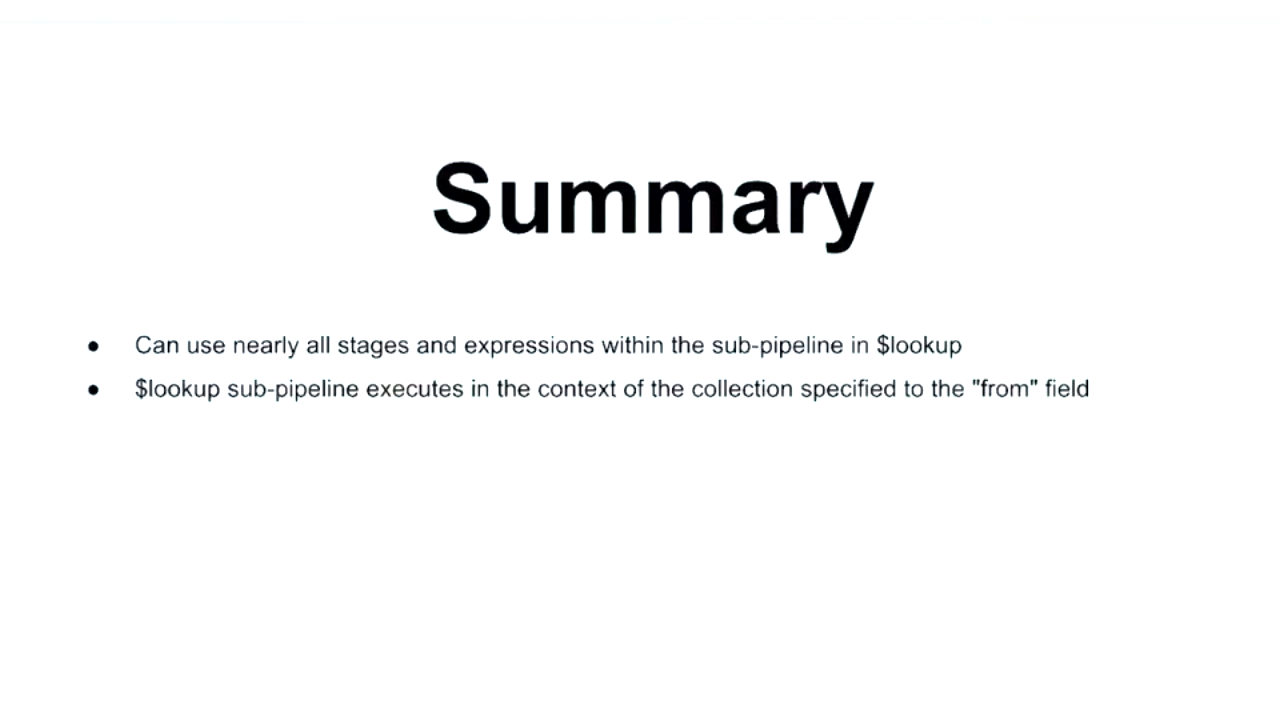 Summary
● Can use nearly all stages and expressions within the sub-pipeline in $lookup
● $lookup sub-pipeline executes in the context of the collection specified to the "from" field